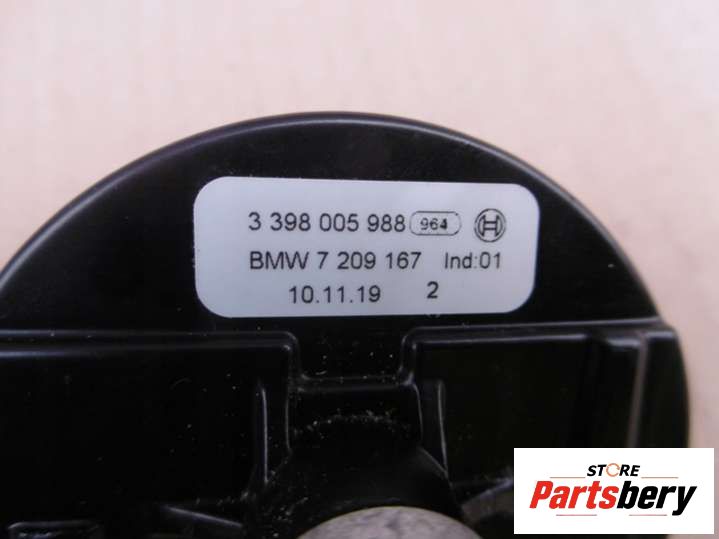 3 398 005 988 964
BMW 7 209 167 Ind:01
10.11.19 2
STORE
Partsbery